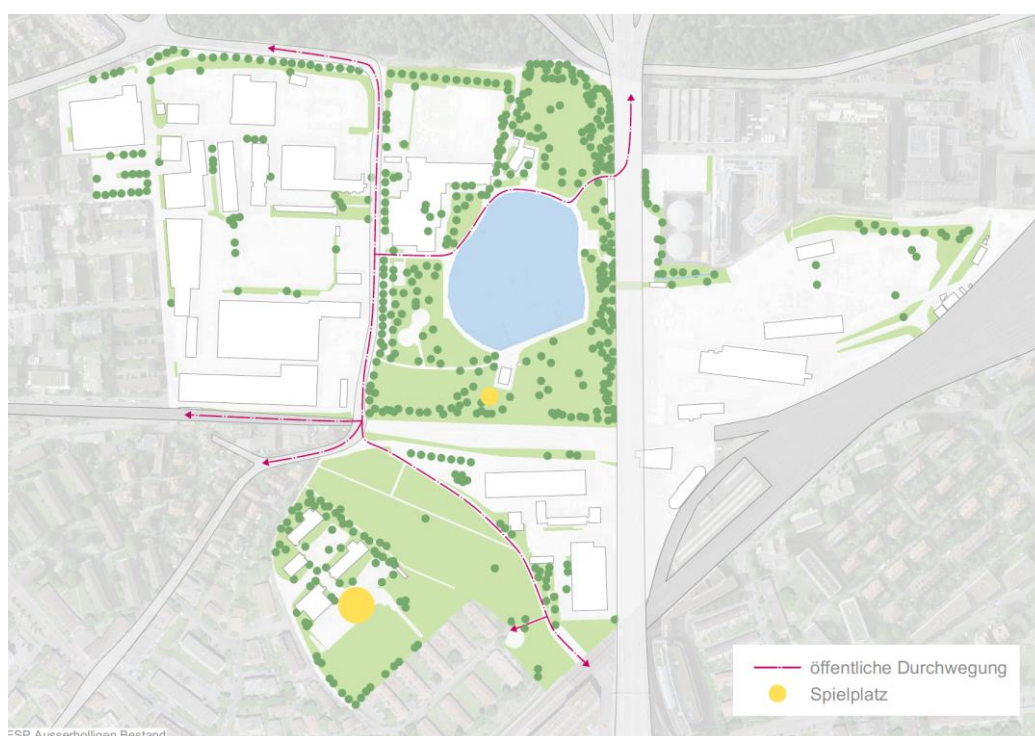 öffentliche Durchwegung
Spielplatz
ESP Ausserholligen Bestand